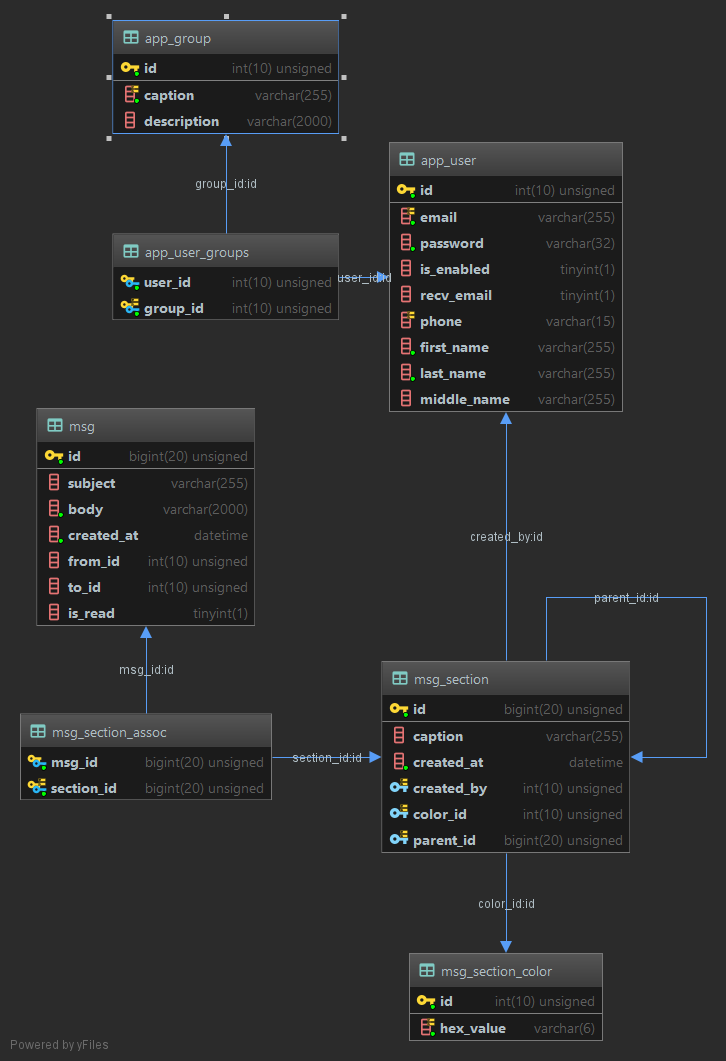 app_group
id int(10) unsigned
caption varchar(255)
description varchar(2000)
group_id:id
app_user
id int(10) unsigned
email varchar(255)
password varchar(32)
is_enabled tinyint(1)
recv_email tinyint(1)
phone varchar(15)
first_name varchar(255)
last_name varchar(255)
middle_name varchar(255)
app_user_groups
user_id int(10) unsigned
group_id int(10) unsigned
user_id:id
msg
id bigint(20) unsigned
subject varchar(255)
body varchar(2000)
created_at datetime
from_id int(10) unsigned
to_id int(10) unsigned
is_read tinyint(1)
created_by:id
parent_id:id
msg_id:id
msg_section
id bigint(20) unsigned
caption varchar(255)
created_at datetime
created_by int(10) unsigned
color_id int(10) unsigned
parent_id bigint(20) unsigned
msg_section_assoc
msg_id bigint(20) unsigned
section_id bigint(20) unsigned
section_id:id
color_id:id
msg_section_color
id int(10) unsigned
hex_value varchar(6)
Powered by yFiles